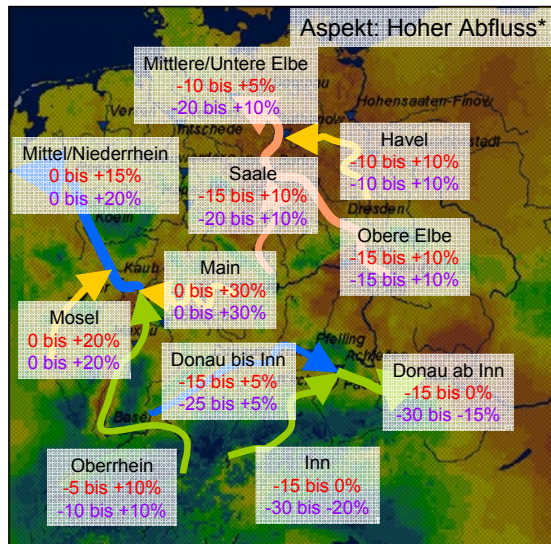 Aspekt: Hoher Abfluss*
Mittlere/Untere Elbe
-10 bis +5%
-20 bis +10%
Hohensaaten-Finow
Havel
-10 bis +10%
-10 bis +10%
Mittel/Niederrhein
0 bis +15%
0 bis +20%
Saale
-15 bis +10%
-20 bis +10%
Dresden
Obere Elbe
-15 bis +10%
-15 bis +10%
Koeln
Kaub
Main
0 bis +30%
0 bis +30%
Mosel
0 bis +20%
0 bis +20%
Pfelling
Donau bis Inn
-15 bis +5%
-25 bis +5%
Donau ab Inn
-15 bis 0%
-30 bis -15%
Basel
Oberrhein
-5 bis +10%
-10 bis +10%
Inn
-15 bis 0%
-30 bis -20%